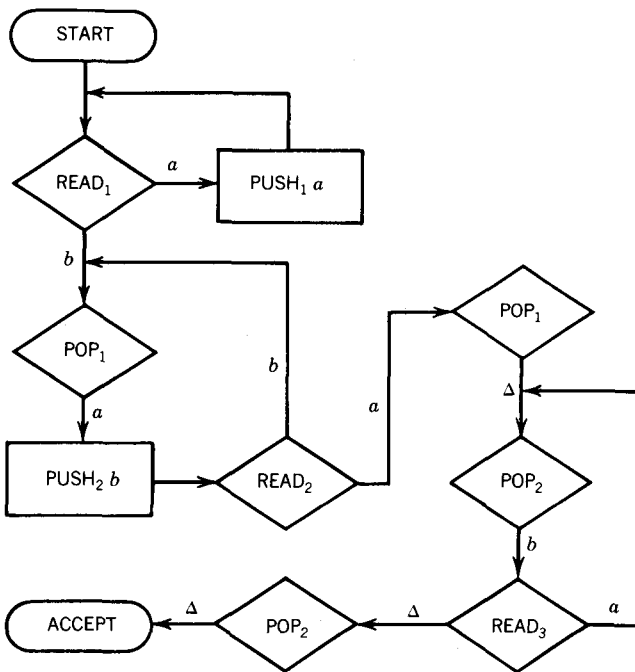 START
READ₁
a
PUSH₁ a
b
POP₁
a
PUSH₂ b
READ₂
b
a
POP₁
Δ
POP₂
b
READ₃
a
Δ
POP₂
Δ
ACCEPT